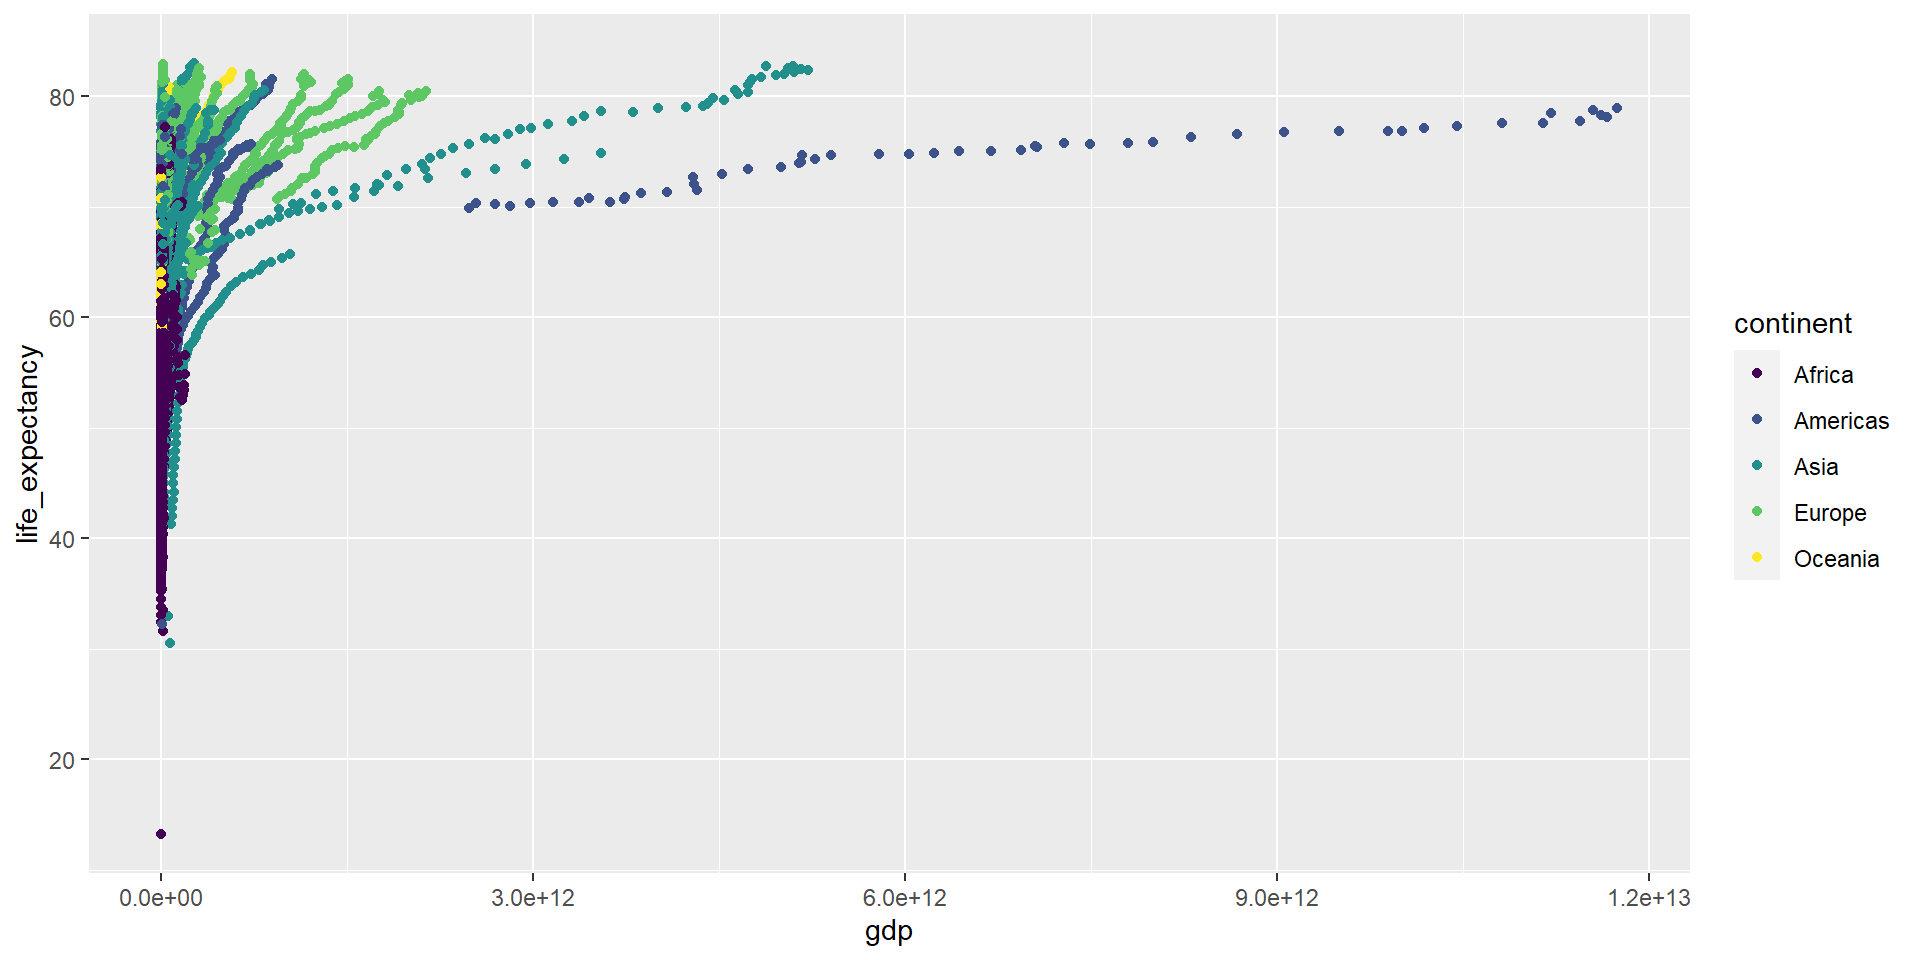 80
60
40
20
life_expectancy
0.0e+00 3.0e+12 6.0e+12 9.0e+12 1.2e+13
gdp
continent
Africa
Americas
Asia
Europe
Oceania